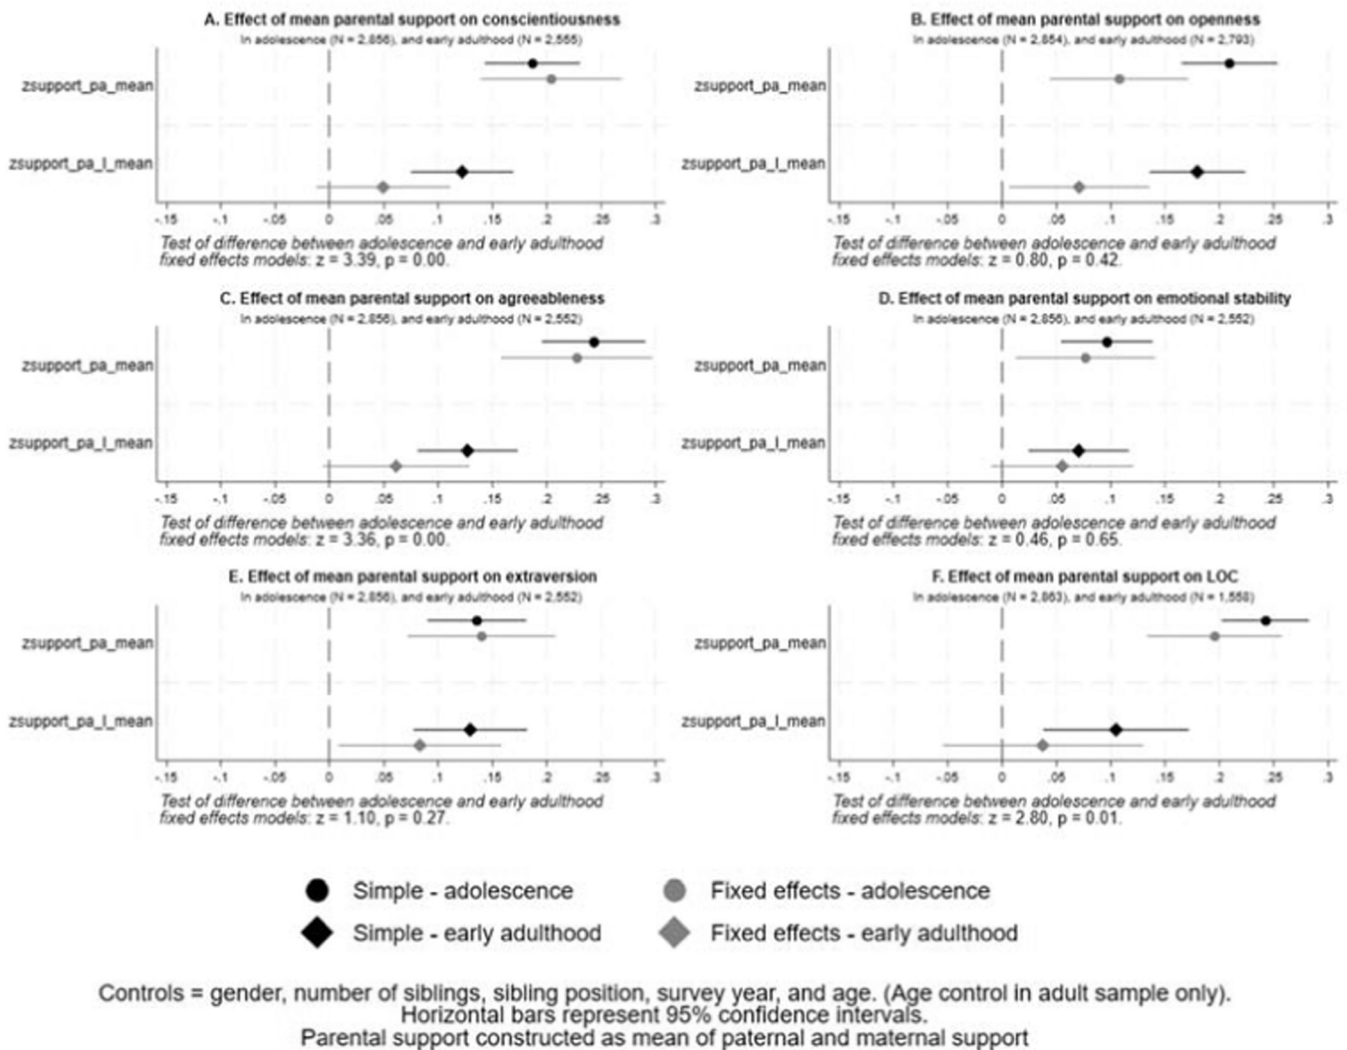 A. Effect of mean parental support on conscientiousness
In adolescence (N = 2,856), and early adulthood (N = 2,555)
zsupport_pa_mean
zsupport_pa_l_mean
-.15 -.1 -.05 0 .05 .1 .15 .2 .25 .3
Test of difference between adolescence and early adulthood
fixed effects models: z = 3.39, p = 0.00.
B. Effect of mean parental support on openness
In adolescence (N = 2,854), and early adulthood (N = 2,793)
zsupport_pa_mean
zsupport_pa_l_mean
-.15 -.1 -.05 0 .05 .1 .15 .2 .25 .3
Test of difference between adolescence and early adulthood
fixed effects models: z = 0.80, p = 0.42.
C. Effect of mean parental support on agreeableness
In adolescence (N = 2,856), and early adulthood (N = 2,552)
zsupport_pa_mean
zsupport_pa_l_mean
-.15 -.1 -.05 0 .05 .1 .15 .2 .25 .3
Test of difference between adolescence and early adulthood
fixed effects models: z = 3.36, p = 0.00.
D. Effect of mean parental support on emotional stability
In adolescence (N = 2,856), and early adulthood (N = 2,552)
zsupport_pa_mean
zsupport_pa_l_mean
-.15 -.1 -.05 0 .05 .1 .15 .2 .25 .3
Test of difference between adolescence and early adulthood
fixed effects models: z = 0.46, p = 0.65.
E. Effect of mean parental support on extraversion
In adolescence (N = 2,856), and early adulthood (N = 2,552)
zsupport_pa_mean
zsupport_pa_l_mean
-.15 -.1 -.05 0 .05 .1 .15 .2 .25 .3
Test of difference between adolescence and early adulthood
fixed effects models: z = 1.10, p = 0.27.
F. Effect of mean parental support on LOC
In adolescence (N = 2,863), and early adulthood (N = 1,558)
zsupport_pa_mean
zsupport_pa_l_mean
-.15 -.1 -.05 0 .05 .1 .15 .2 .25 .3
Test of difference between adolescence and early adulthood
fixed effects models: z = 2.80, p = 0.01.
Simple - adolescence
Fixed effects - adolescence
Simple - early adulthood
Fixed effects - early adulthood
Controls = gender, number of siblings, sibling position, survey year, and age. (Age control in adult sample only).
Horizontal bars represent 95% confidence intervals.
Parental support constructed as mean of paternal and maternal support